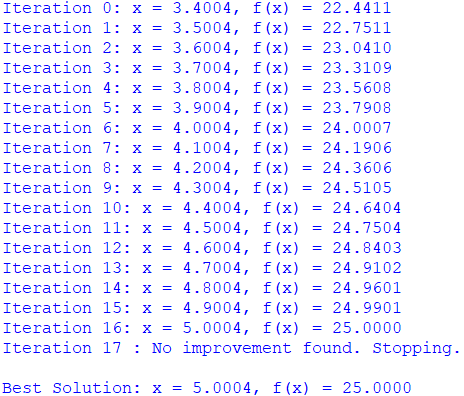 Iteration 0: x = 3.4004, f(x) = 22.4411
Iteration 1: x = 3.5004, f(x) = 22.7511
Iteration 2: x = 3.6004, f(x) = 23.0410
Iteration 3: x = 3.7004, f(x) = 23.3109
Iteration 4: x = 3.8004, f(x) = 23.5608
Iteration 5: x = 3.9004, f(x) = 23.7908
Iteration 6: x = 4.0004, f(x) = 24.0007
Iteration 7: x = 4.1004, f(x) = 24.1906
Iteration 8: x = 4.2004, f(x) = 24.3606
Iteration 9: x = 4.3004, f(x) = 24.5105
Iteration 10: x = 4.4004, f(x) = 24.6404
Iteration 11: x = 4.5004, f(x) = 24.7504
Iteration 12: x = 4.6004, f(x) = 24.8403
Iteration 13: x = 4.7004, f(x) = 24.9102
Iteration 14: x = 4.8004, f(x) = 24.9601
Iteration 15: x = 4.9004, f(x) = 24.9901
Iteration 16: x = 5.0004, f(x) = 25.0000
Iteration 17 : No improvement found. Stopping.
Best Solution: x = 5.0004, f(x) = 25.0000